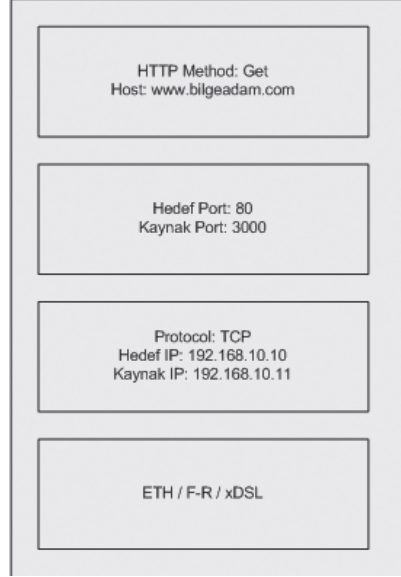 HTTP Method: Get
Host: www.bilgeadam.com
Hedef Port: 80
Kaynak Port: 3000
Protocol: TCP
Hedef IP: 192.168.10.10
Kaynak IP: 192.168.10.11
ETH / F-R / xDSL